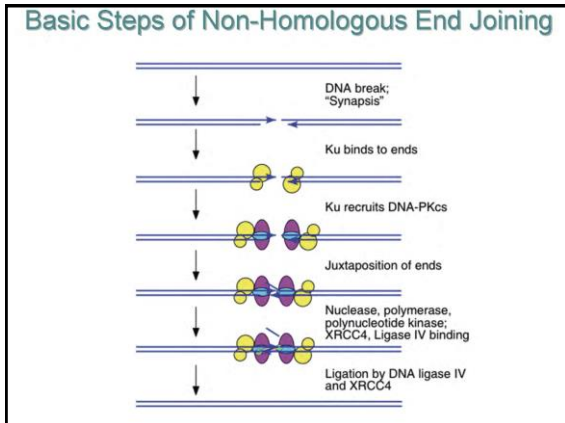 Basic Steps of Non-Homologous End Joining
DNA break;
"Synapsis"
Ku binds to ends
Ku recruits DNA-PKcs
Juxtaposition of ends
Nuclease, polymerase,
polynucleotide kinase;
XRCC4, Ligase IV binding
Ligation by DNA ligase IV
and XRCC4